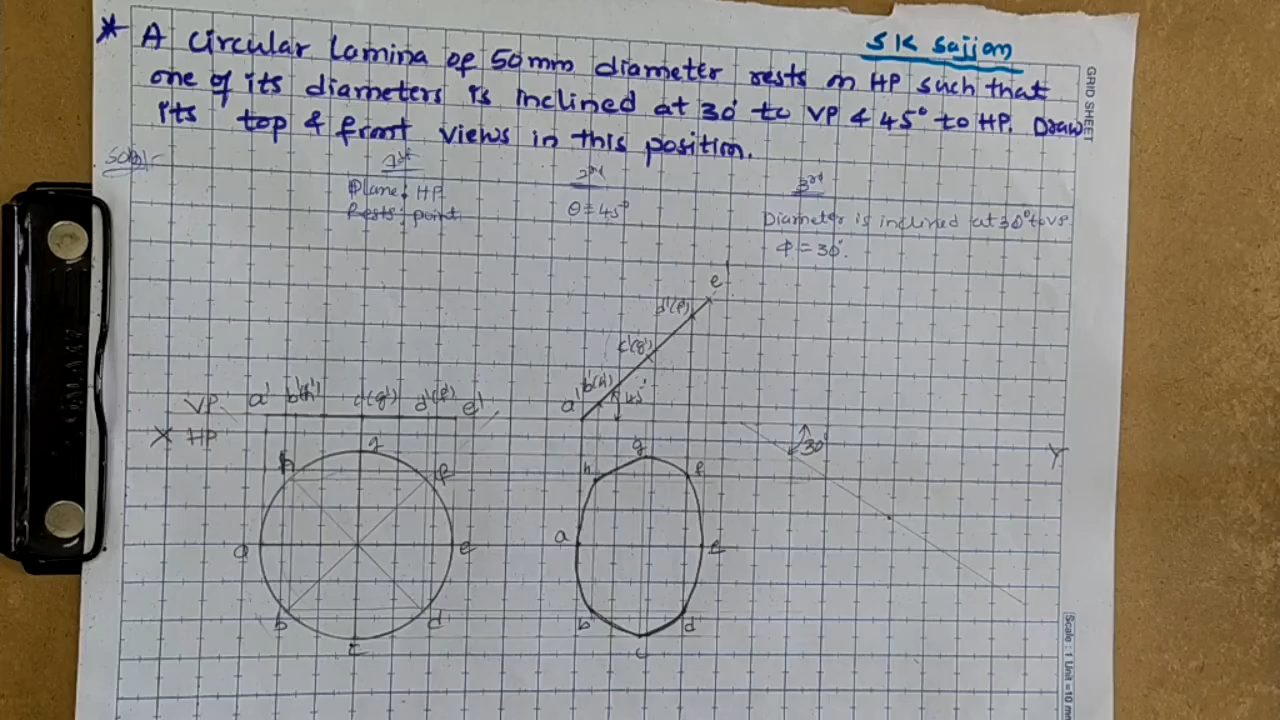 SK Sajjan
* A circular Lamina of 50mm diameter rests on HP such that
one of its diameters is inclined at 30° to VP & 45° to HP. Draw
its top & front views in this position.
Soln:-
1st
2nd
3rd
Plane: HP
Rests: point
θ = 45°
Diameter is inclined at 30° to VP
φ = 30°.
e'
d'(f')
c'(g')
b'(h')
a'
45°
VP a' b'(h') c'(g') d'(f') e'
X HP
30°
Y
g
h f
a e
b d
c
g
h f
a e
b d
c
GRID SHEET
Scale : 1 Unit =10 m